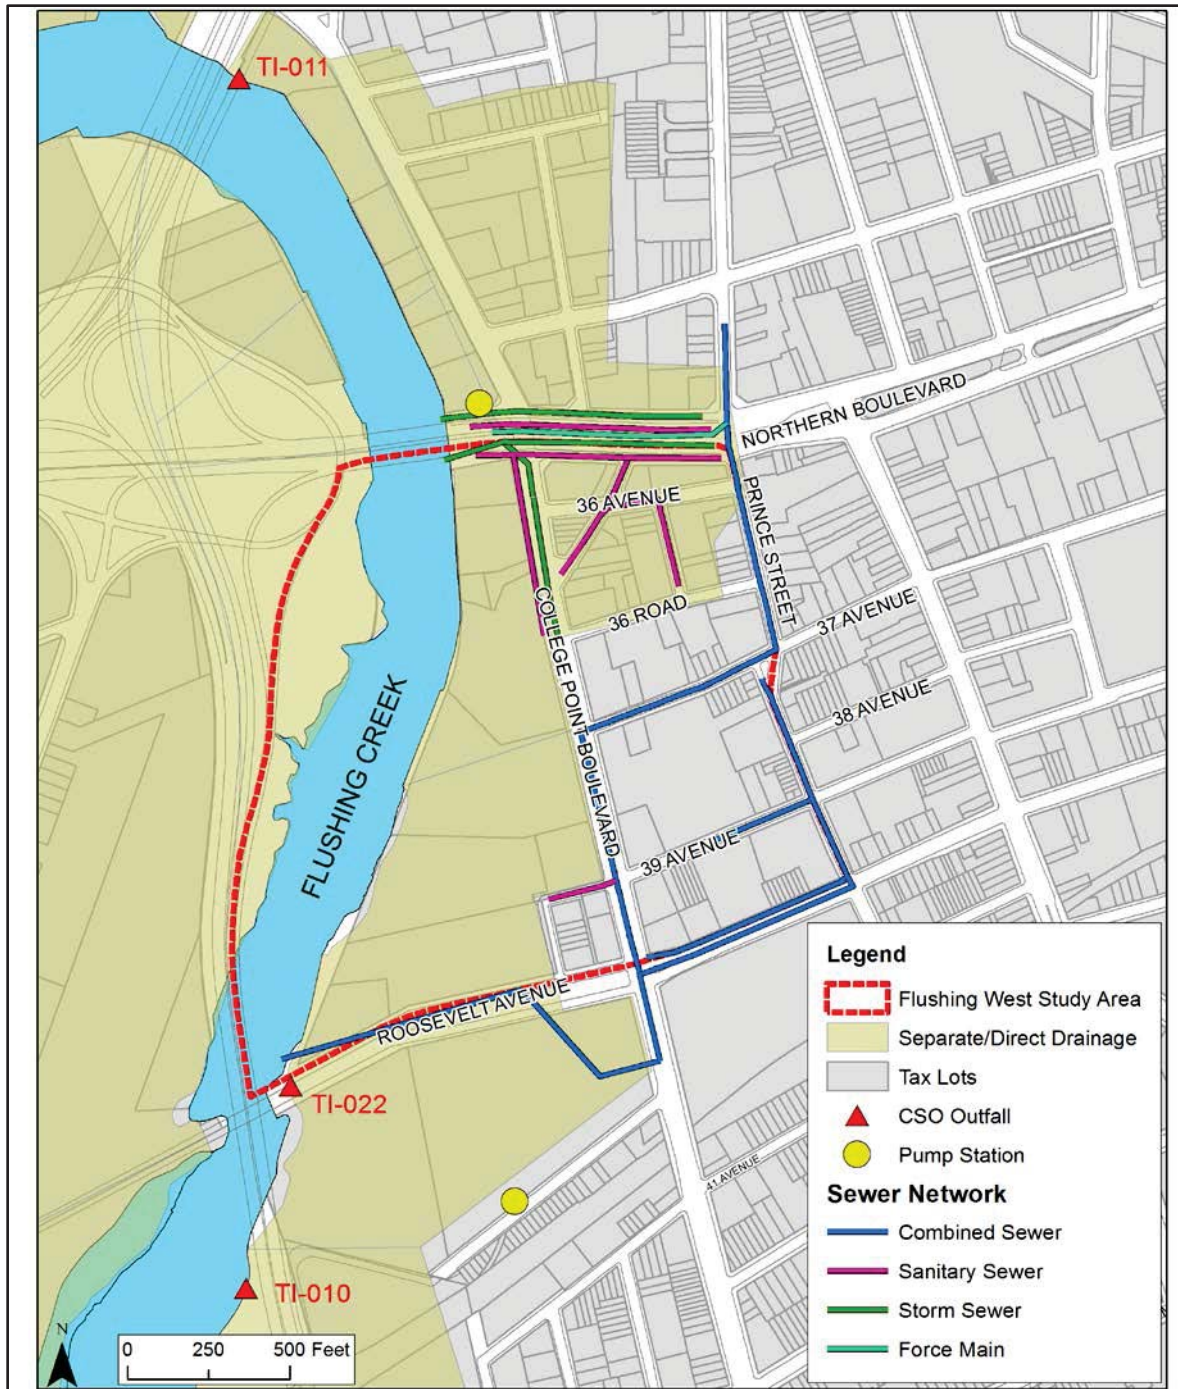 TI-011
NORTHERN BOULEVARD
36 AVENUE
PRINCE STREET
36 ROAD
37 AVENUE
COLLEGE POINT BOULEVARD
38 AVENUE
FLUSHING CREEK
39 AVENUE
ROOSEVELT AVENUE
TI-022
41 AVENUE
TI-010
N
0 250 500 Feet
Legend
Flushing West Study Area
Separate/Direct Drainage
Tax Lots
CSO Outfall
Pump Station
Sewer Network
Combined Sewer
Sanitary Sewer
Storm Sewer
Force Main